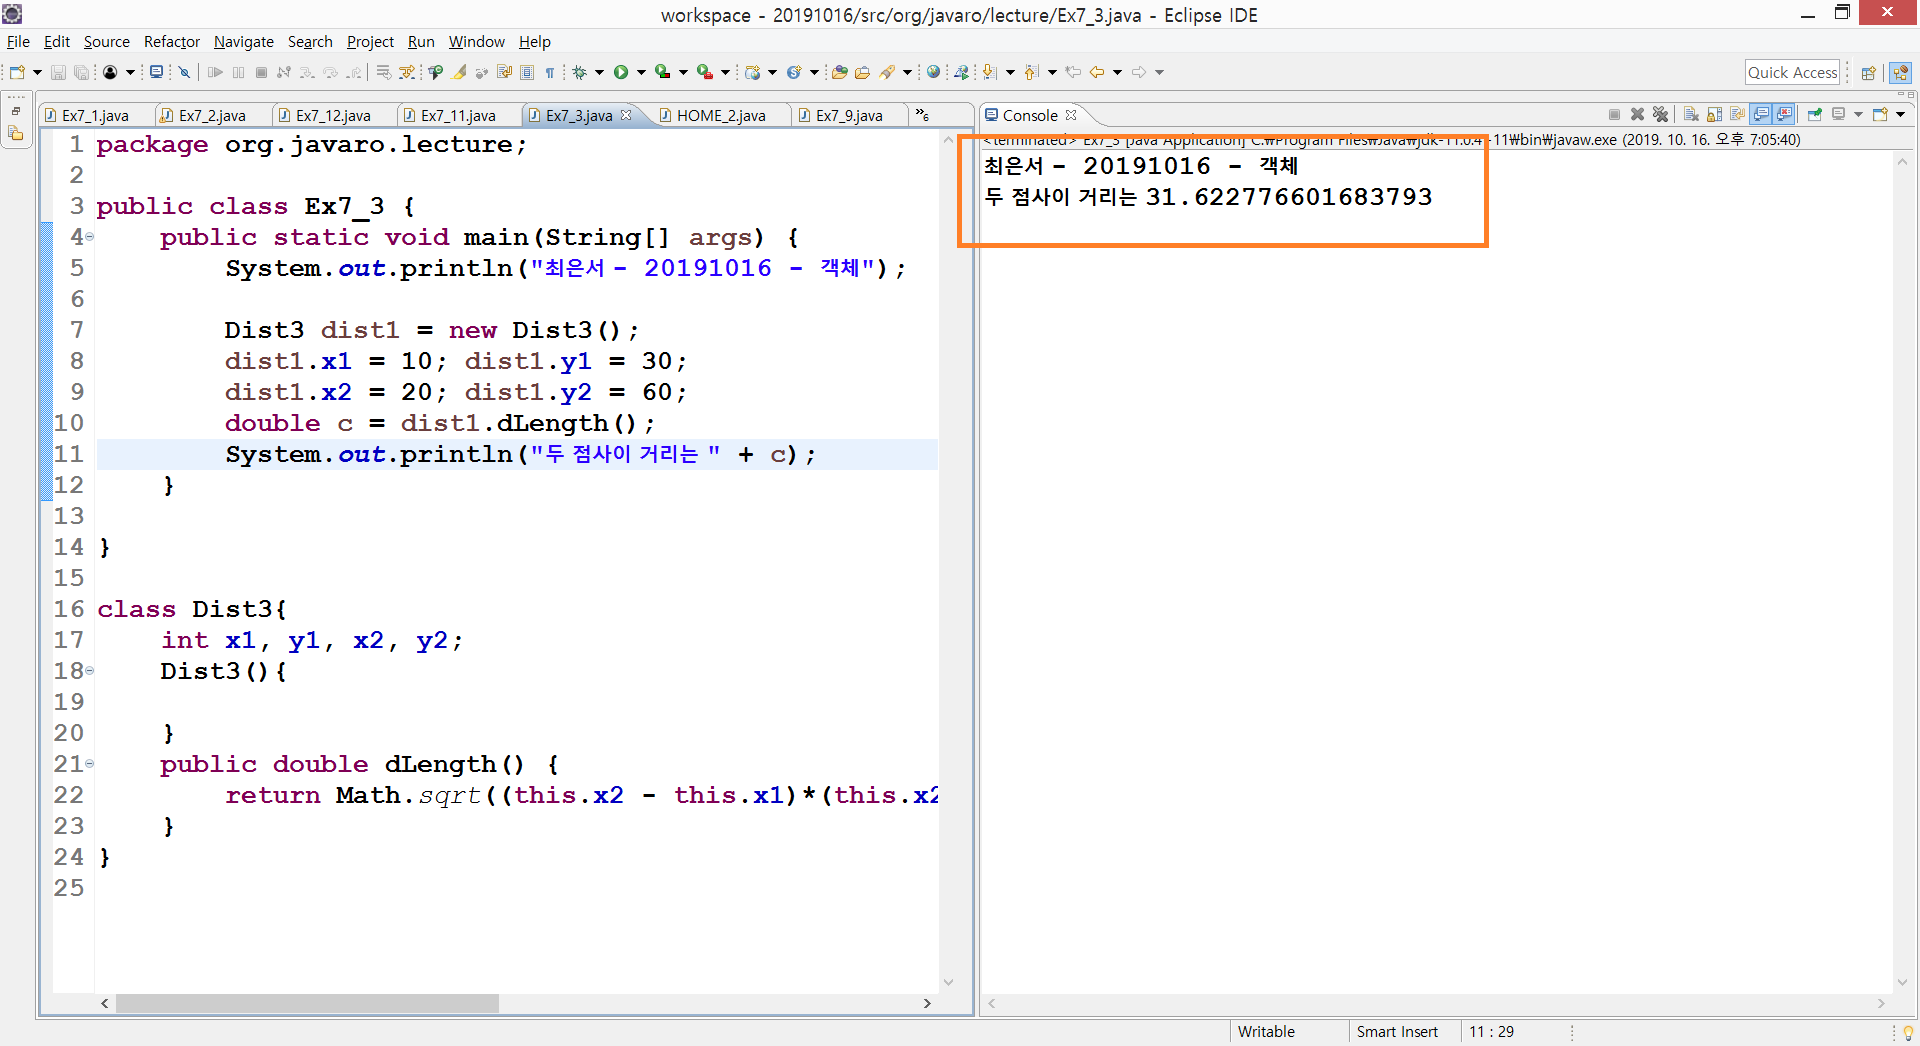 workspace - 20191016/src/org/javaro/lecture/Ex7_3.java - Eclipse IDE
File Edit Source Refactor Navigate Search Project Run Window Help
Quick Access
Ex7_1.java Ex7_2.java Ex7_12.java Ex7_11.java Ex7_3.java HOME_2.java Ex7_9.java »6
1 package org.javaro.lecture;
2
3 public class Ex7_3 {
4 public static void main(String[] args) {
5 System.out.println("최은서 - 20191016 - 객체");
6
7 Dist3 dist1 = new Dist3();
8 dist1.x1 = 10; dist1.y1 = 30;
9 dist1.x2 = 20; dist1.y2 = 60;
10 double c = dist1.dLength();
11 System.out.println("두 점사이 거리는 " + c);
12 }
13
14 }
15
16 class Dist3{
17 int x1, y1, x2, y2;
18 Dist3(){
19
20 }
21 public double dLength() {
22 return Math.sqrt((this.x2 - this.x1)*(this.x2
23 }
24 }
25
Console
<terminated> Ex7_3 [Java Application] C:₩Program Files₩Java₩jdk-11.0.4 11₩bin₩javaw.exe (2019. 10. 16. 오후 7:05:40)
최은서 - 20191016 - 객체
두 점사이 거리는 31.622776601683793
Writable Smart Insert 11 : 29